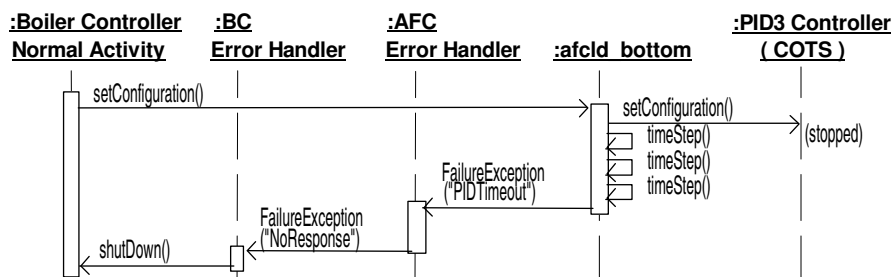 :Boiler Controller
Normal Activity
:BC
Error Handler
:AFC
Error Handler
:afcId_bottom
:PID3 Controller
( COTS )
setConfiguration()
setConfiguration()
timeStep()
(stopped)
timeStep()
timeStep()
FailureException
("PIDTimeout")
FailureException
("NoResponse")
shutDown()